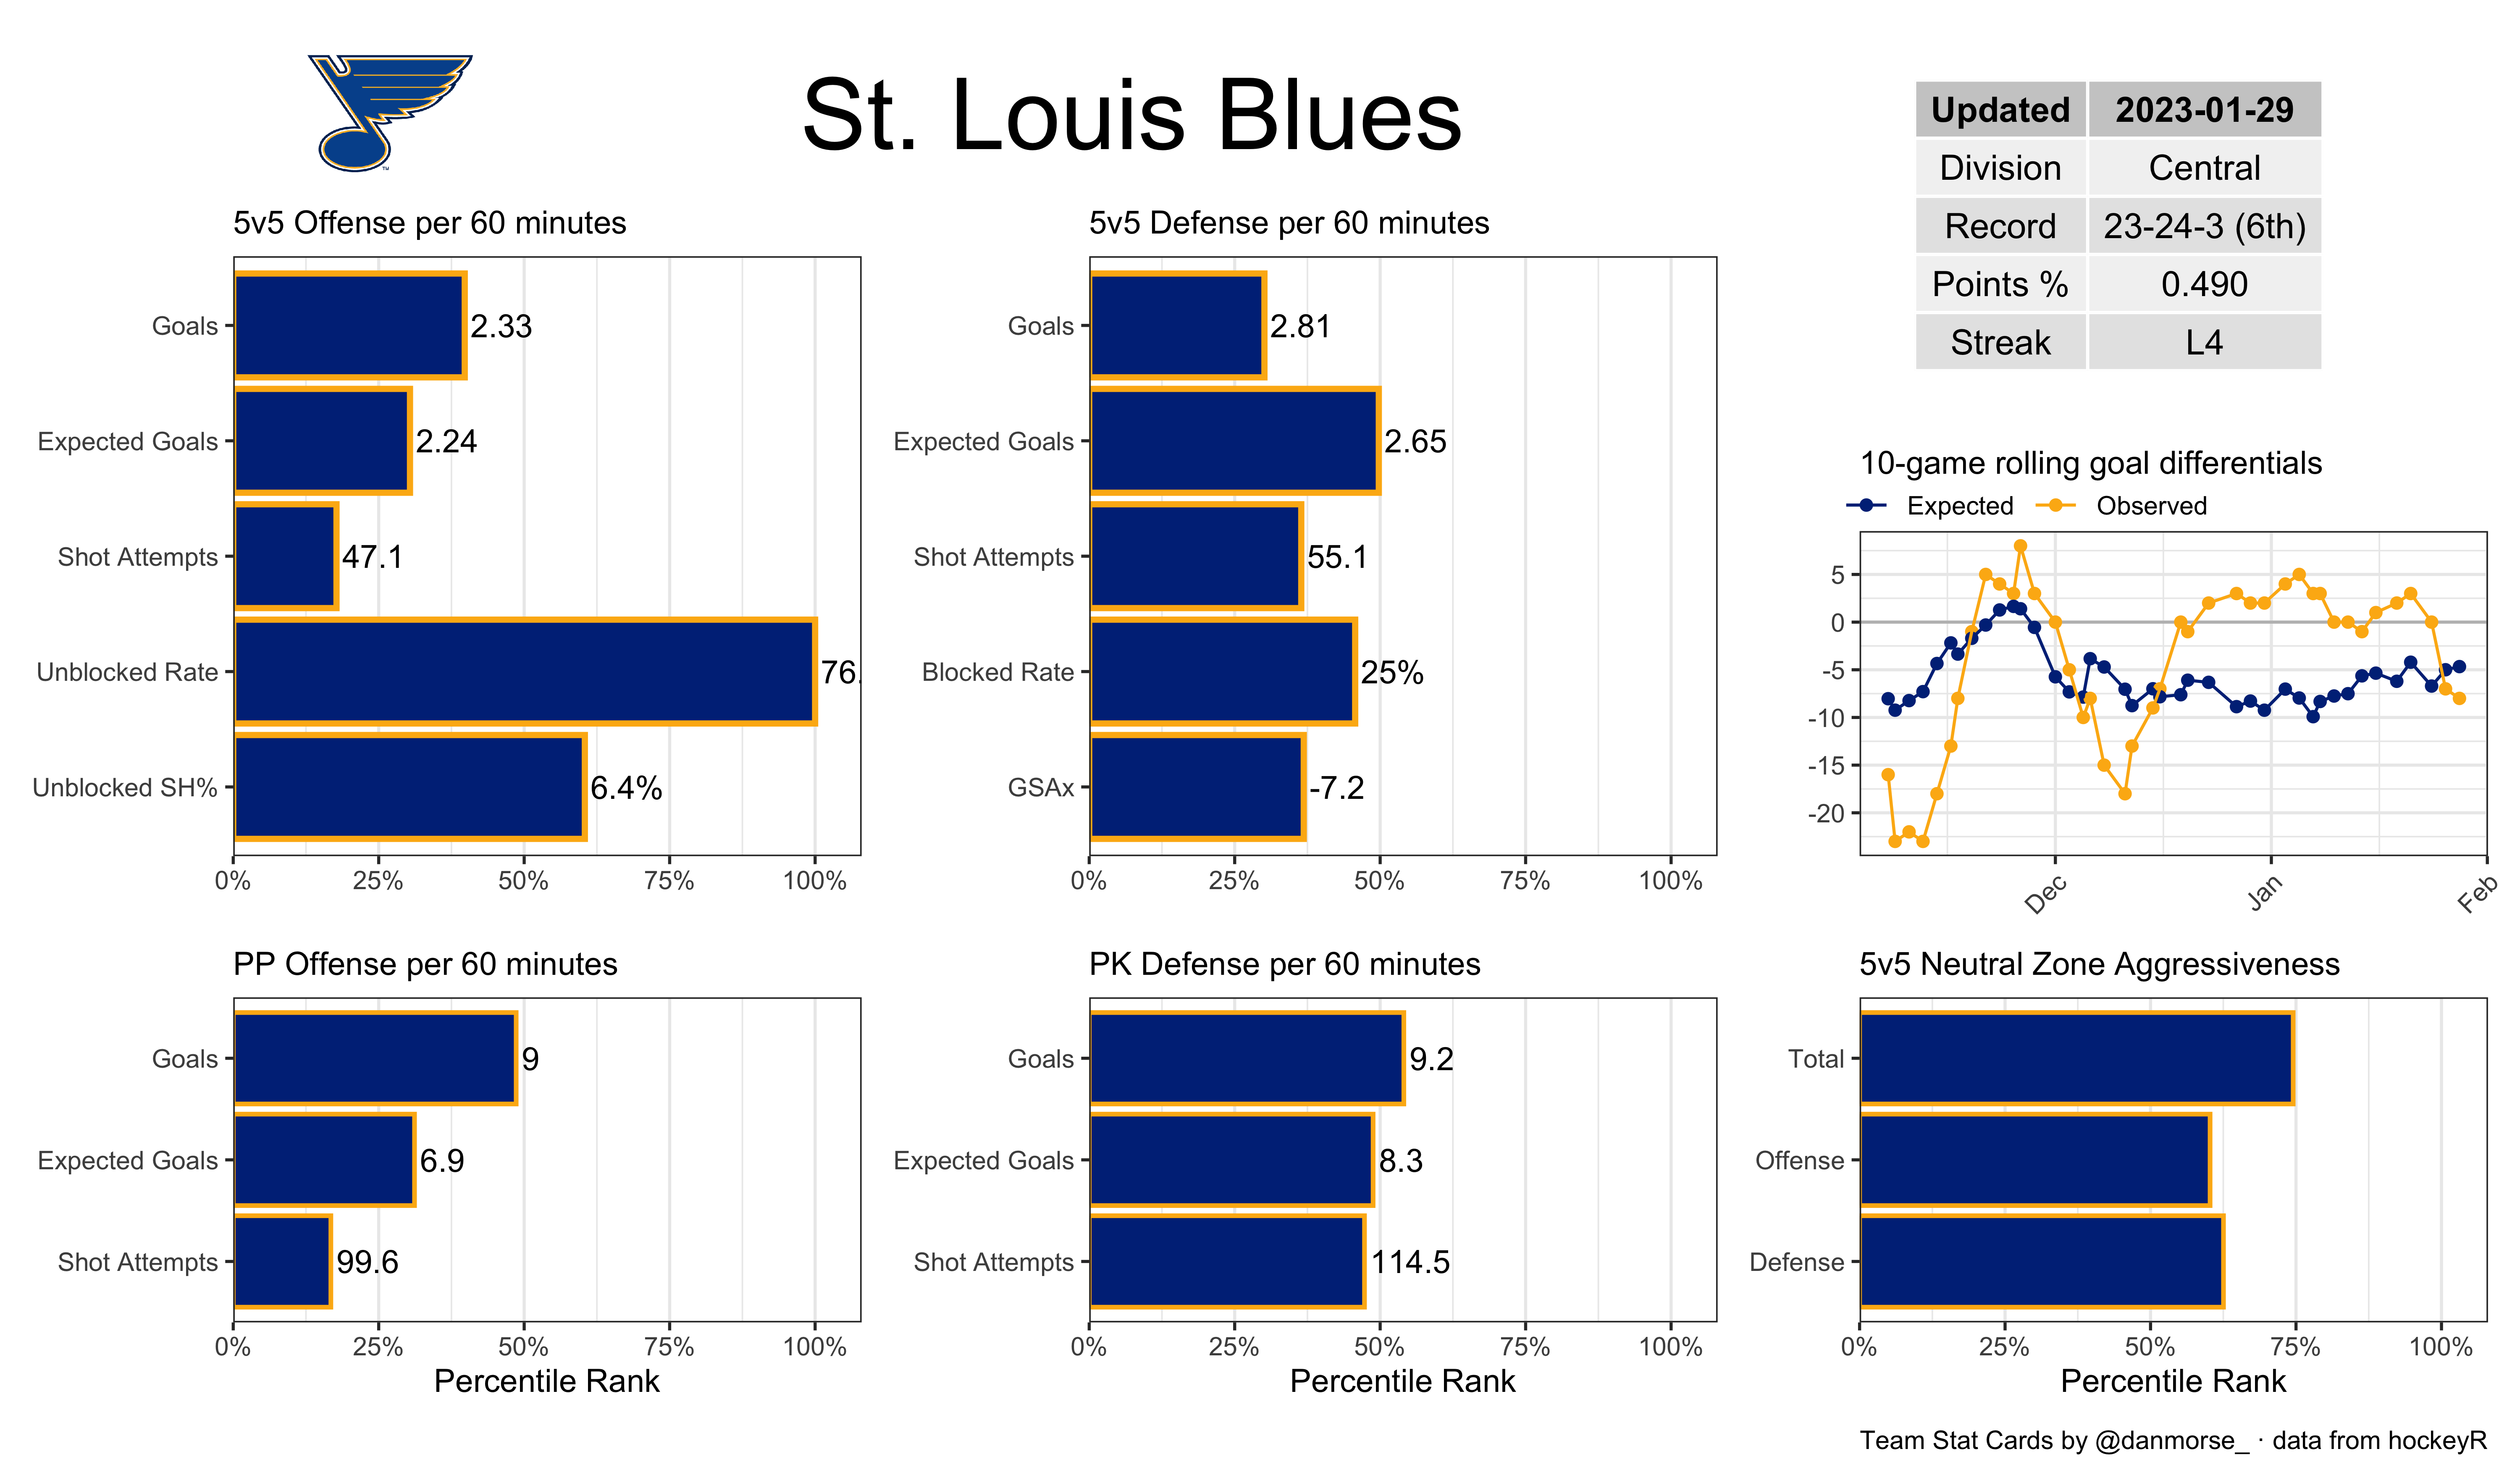 St. Louis Blues
TM
Updated 2023-01-29
Division Central
Record 23-24-3 (6th)
Points % 0.490
Streak L4
5v5 Offense per 60 minutes
Goals 2.33
Expected Goals 2.24
Shot Attempts 47.1
Unblocked Rate 76.
Unblocked SH% 6.4%
0% 25% 50% 75% 100%
5v5 Defense per 60 minutes
Goals 2.81
Expected Goals 2.65
Shot Attempts 55.1
Blocked Rate 25%
GSAx -7.2
0% 25% 50% 75% 100%
10-game rolling goal differentials
Expected Observed
5
0
-5
-10
-15
-20
Dec Jan Feb
PP Offense per 60 minutes
Goals 9
Expected Goals 6.9
Shot Attempts 99.6
0% 25% 50% 75% 100%
Percentile Rank
PK Defense per 60 minutes
Goals 9.2
Expected Goals 8.3
Shot Attempts 114.5
0% 25% 50% 75% 100%
Percentile Rank
5v5 Neutral Zone Aggressiveness
Total
Offense
Defense
0% 25% 50% 75% 100%
Percentile Rank
Team Stat Cards by @danmorse_ · data from hockeyR